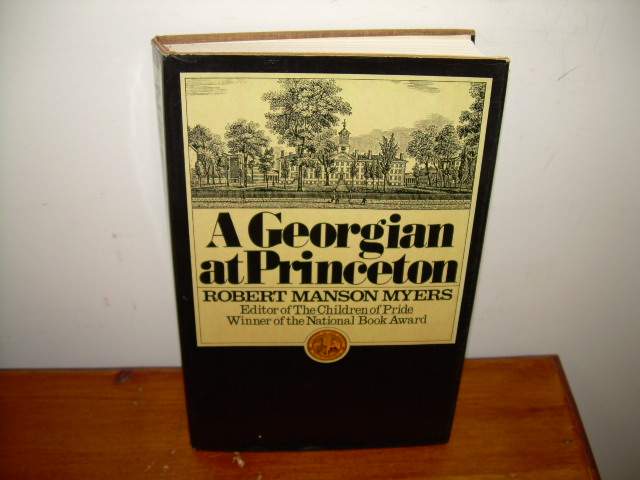 A Georgian
at Princeton
ROBERT MANSON MYERS
Editor of The Children of Pride
Winner of the National Book Award